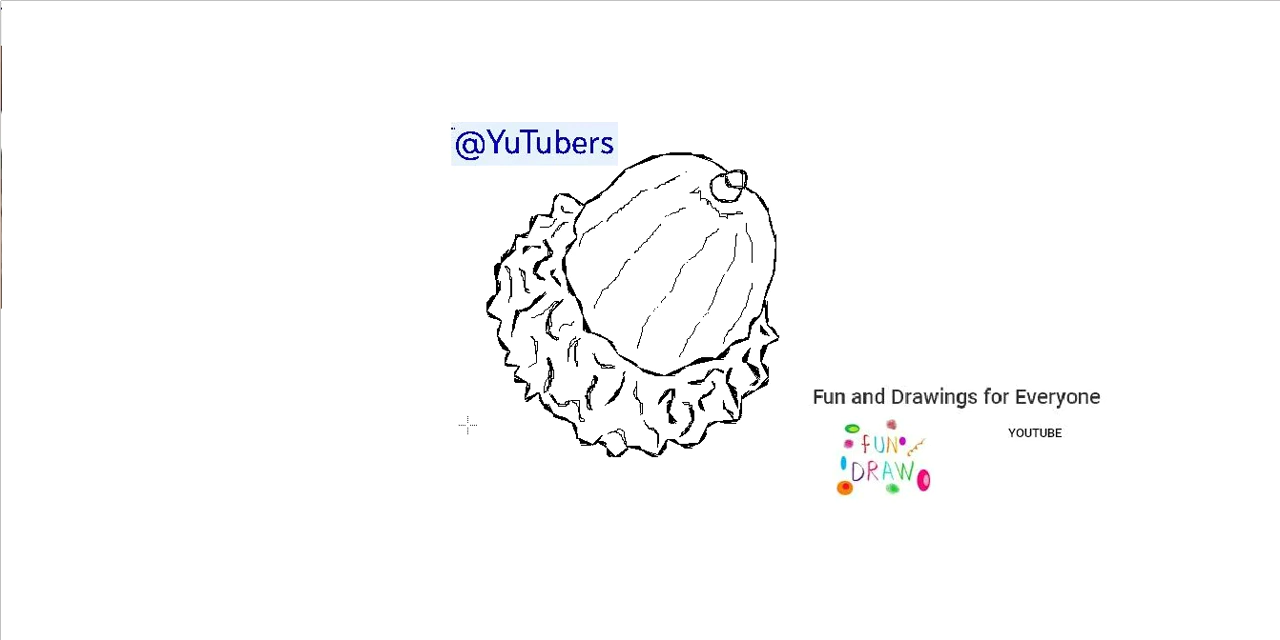 @YuTubers
Fun and Drawings for Everyone
YOUTUBE
FUN
DRAW